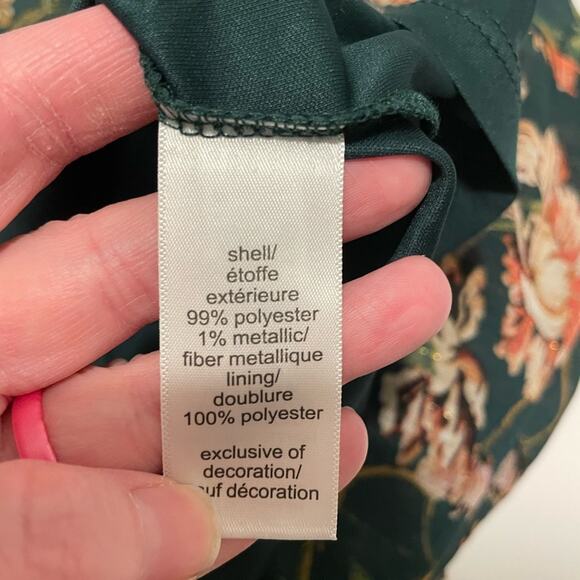 shell/
étoffe
extérieure
99% polyester
1% metallic/
fiber metallique
lining/
doublure
100% polyester
exclusive of
decoration/
décoration